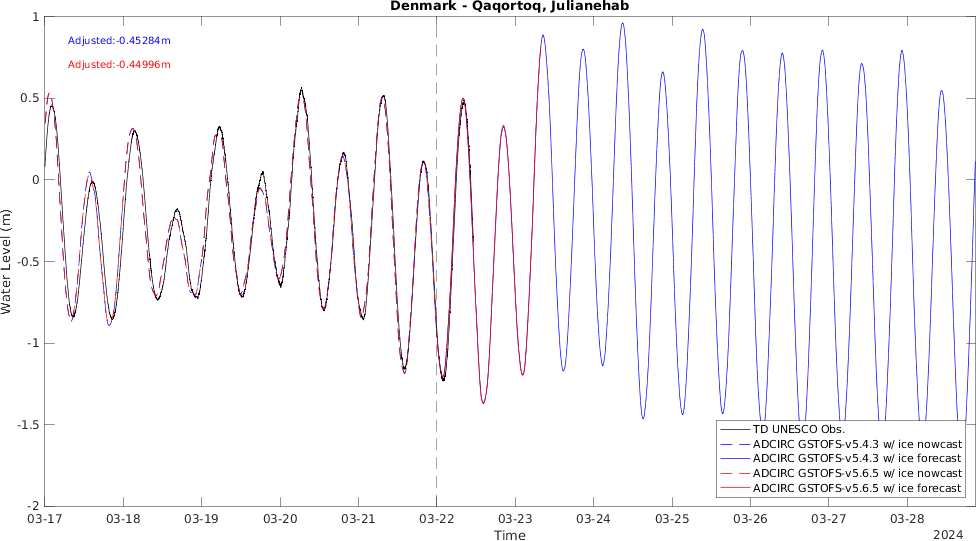 Denmark - Qaqortoq, Julianehab
Adjusted:-0.45284m
Adjusted:-0.44996m
1
0.5
0
-0.5
-1
-1.5
-2
Water Level (m)
TD UNESCO Obs.
ADCIRC GSTOFS-v5.4.3 w/ ice nowcast
ADCIRC GSTOFS-v5.4.3 w/ ice forecast
ADCIRC GSTOFS-v5.6.5 w/ ice nowcast
ADCIRC GSTOFS-v5.6.5 w/ ice forecast
03-17 03-18 03-19 03-20 03-21 03-22 03-23 03-24 03-25 03-26 03-27 03-28
Time
2024